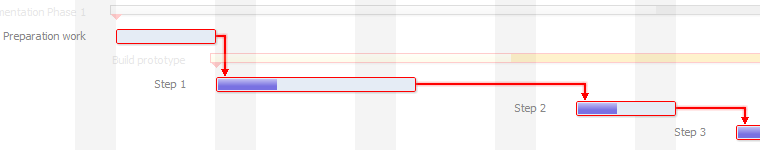 mentation Phase 1
Preparation work
Build prototype
Step 1
Step 2
Step 3